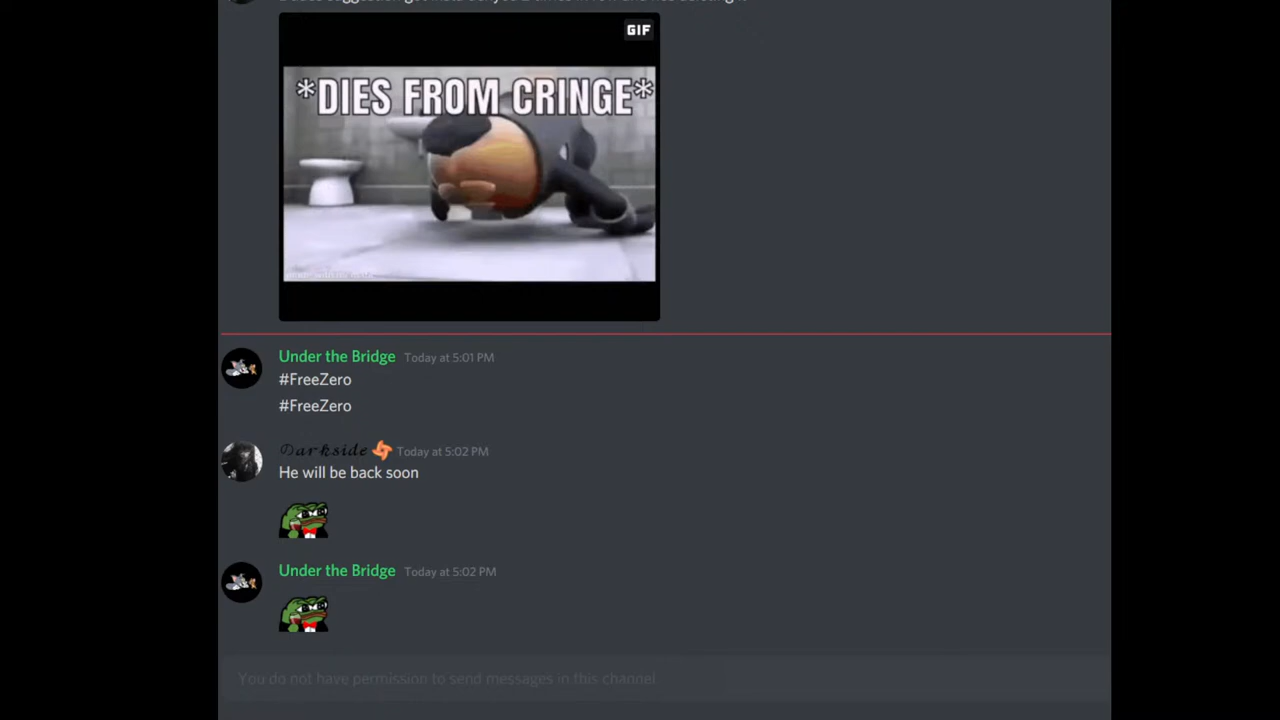 GIF
*DIES FROM CRINGE*
Under the Bridge Today at 5:01 PM
#FreeZero
#FreeZero
Darkside Today at 5:02 PM
He will be back soon
Under the Bridge Today at 5:02 PM
You do not have permission to send messages in this channel